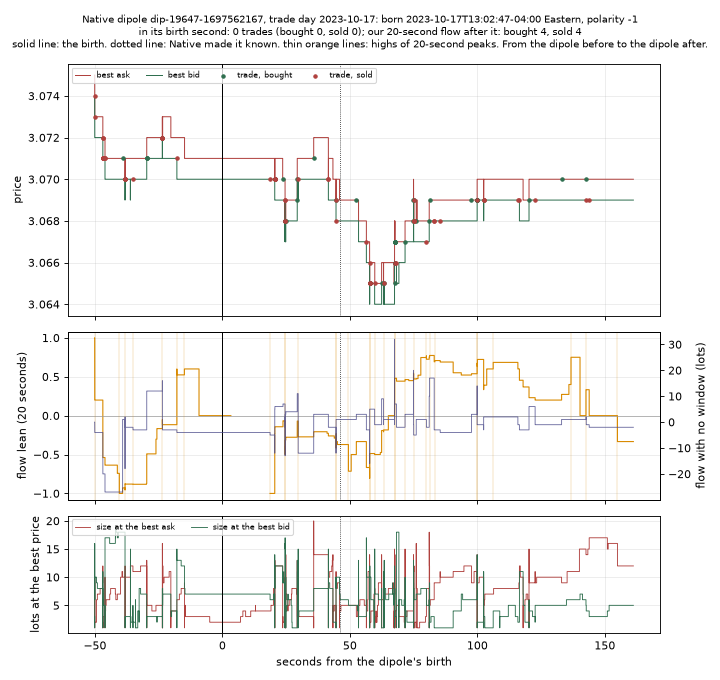 Native dipole dip-19647-1697562167, trade day 2023-10-17: born 2023-10-17T13:02:47-04:00 Eastern, polarity -1
in its birth second: 0 trades (bought 0, sold 0); our 20-second flow after it: bought 4, sold 4
solid line: the birth. dotted line: Native made it known. thin orange lines: highs of 20-second peaks. From the dipole before to the dipole after.
best ask
best bid
trade, bought
trade, sold
3.074
3.072
3.070
3.068
3.066
3.064
price
1.0
0.5
0.0
−0.5
−1.0
flow lean (20 seconds)
30
20
10
0
−10
−20
flow with no window (lots)
size at the best ask
size at the best bid
20
15
10
5
lots at the best price
−50
0
50
100
150
seconds from the dipole's birth